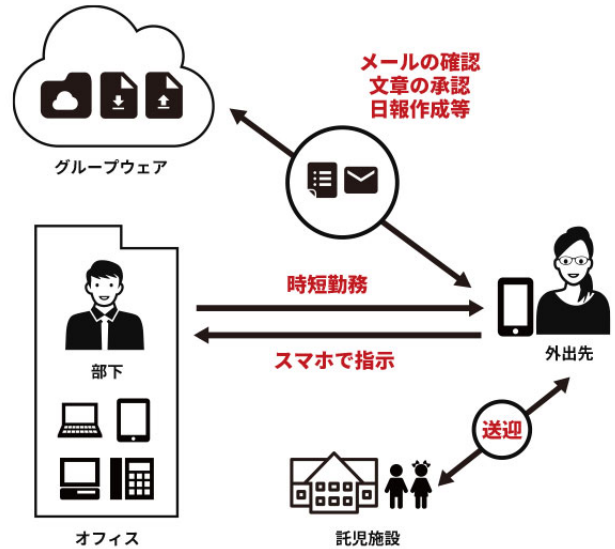 メールの確認
文章の承認
日報作成等
グループウェア
時短勤務
スマホで指示
部下
外出先
送迎
オフィス
託児施設